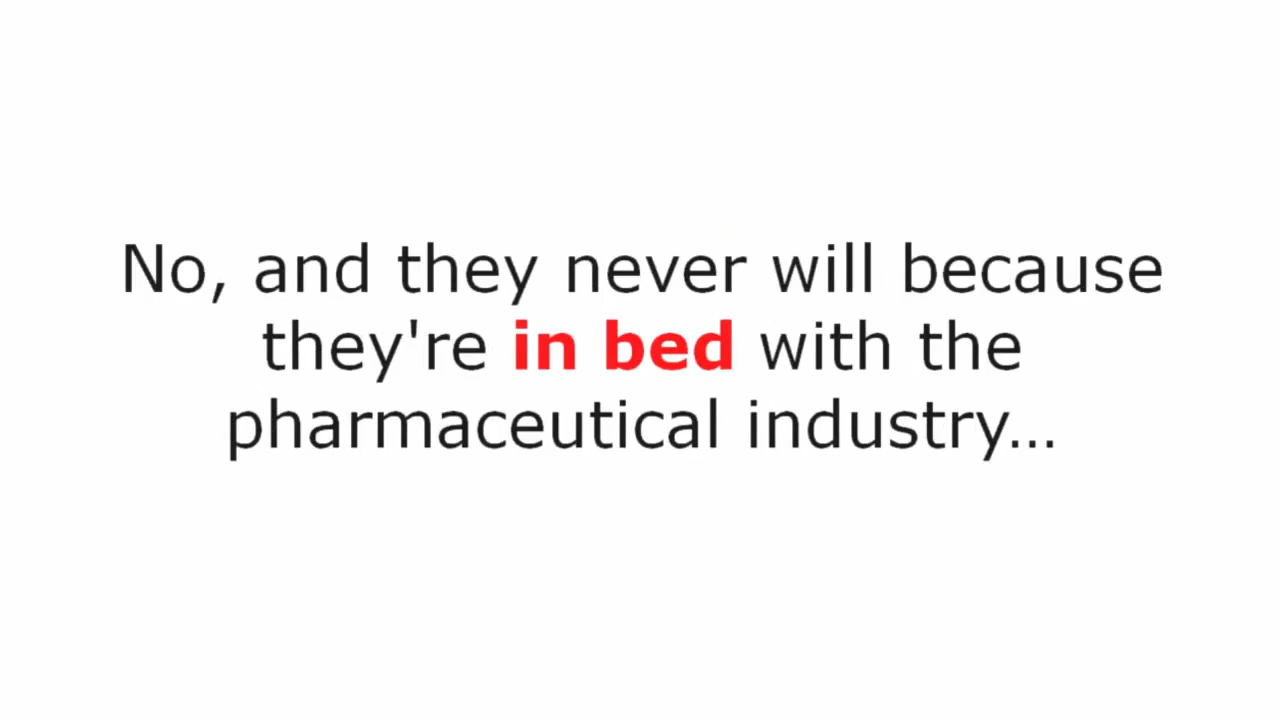 No, and they never will because
they're in bed with the
pharmaceutical industry...